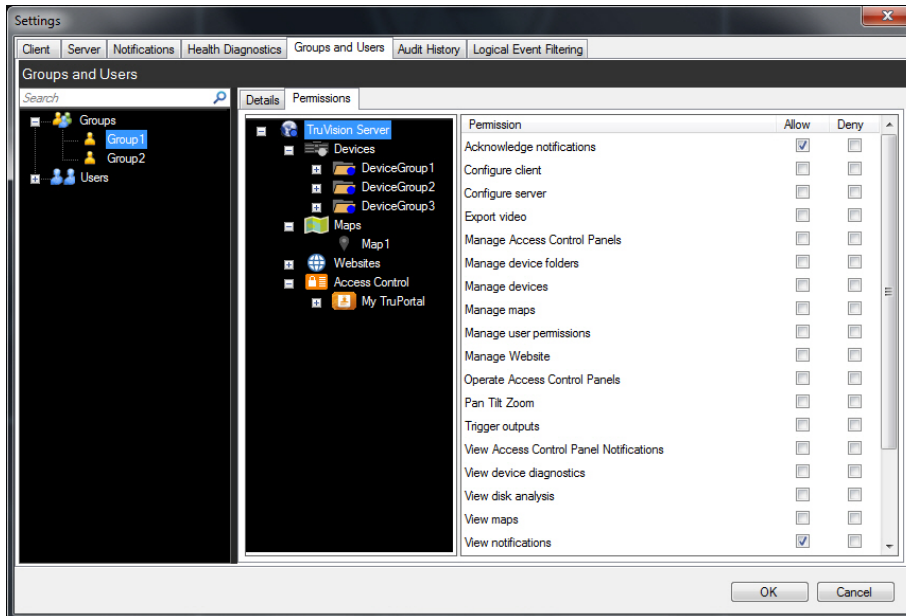 Settings
Client Server Notifications Health Diagnostics Groups and Users Audit History Logical Event Filtering
Groups and Users
Search
Groups
Group1
Group2
Users
Details Permissions
TruVision Server
Devices
DeviceGroup1
DeviceGroup2
DeviceGroup3
Maps
Map1
Websites
Access Control
My TruPortal
Permission Allow Deny
Acknowledge notifications
Configure client
Configure server
Export video
Manage Access Control Panels
Manage device folders
Manage devices
Manage maps
Manage user permissions
Manage Website
Operate Access Control Panels
Pan Tilt Zoom
Trigger outputs
View Access Control Panel Notifications
View device diagnostics
View disk analysis
View maps
View notifications
OK Cancel